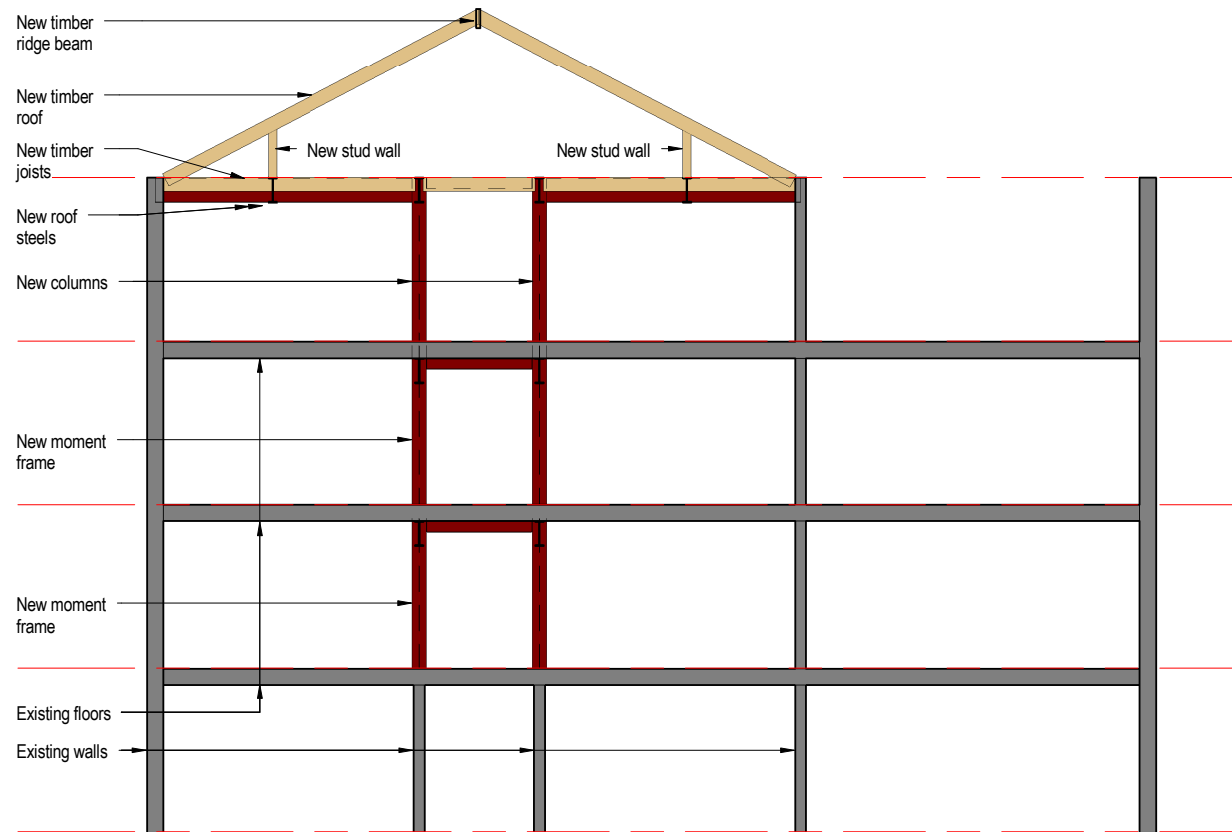 New timber
ridge beam
New timber
roof
New timber
joists
New stud wall
New stud wall
New roof
steels
New columns
New moment
frame
New moment
frame
Existing floors
Existing walls